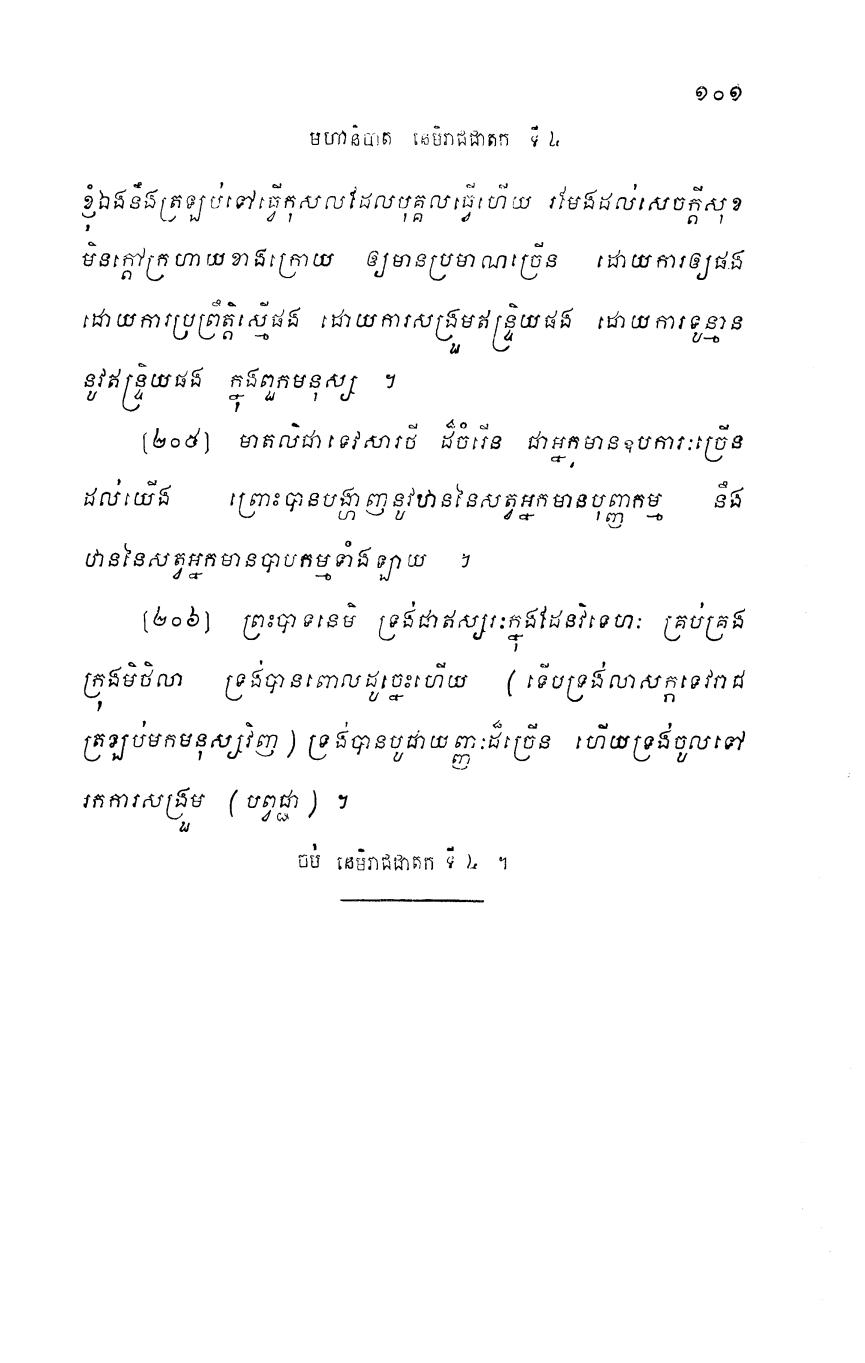 ១០១
មហានិបាត នេមិរាជជាតក ទី ៤
ខ្ញុំឯងនឹងត្រឡប់ទៅធ្វើកុសលដែលបុគ្គលធ្វើហើយ រមែងដល់សេចក្តីសុខ
មិនក្តៅក្រហាយខាងក្រោយ ឲ្យមានប្រមាណច្រើន ដោយការឲ្យផង
ដោយការប្រព្រឹត្តិស្មើផង ដោយការសង្រួមឥន្ទ្រិយផង ដោយការទូន្មាន
នូវឥន្ទ្រិយផង ក្នុងពួកមនុស្ស ។
[២០៥] មាតលិជាទេវសារថី ដ៏ចំរើន ជាអ្នកមានឧបការៈច្រើន
ដល់យើង ព្រោះបានបង្ហាញនូវឋាននៃសត្វអ្នកមានបុញ្ញកម្ម នឹង
ឋាននៃសត្វអ្នកមានបាបកម្មទាំងឡាយ ។
[២០៦] ព្រះបាទនេមិ ទ្រង់ជាឥស្សរៈក្នុងដែនវិទេហៈ គ្រប់គ្រង
ក្រុងមិថិលា ទ្រង់បានពោលដូច្នេះហើយ ( ទើបទ្រង់លាសក្កទេវរាជ
ត្រឡប់មកមនុស្សវិញ ) ទ្រង់បានបូជាយញ្ញៈដ៏ច្រើន ហើយទ្រង់ចូលទៅ
រកការសង្រួម ( បព្វជ្ជា ) ។
ចប់ នេមិរាជជាតក ទី ៤ ។